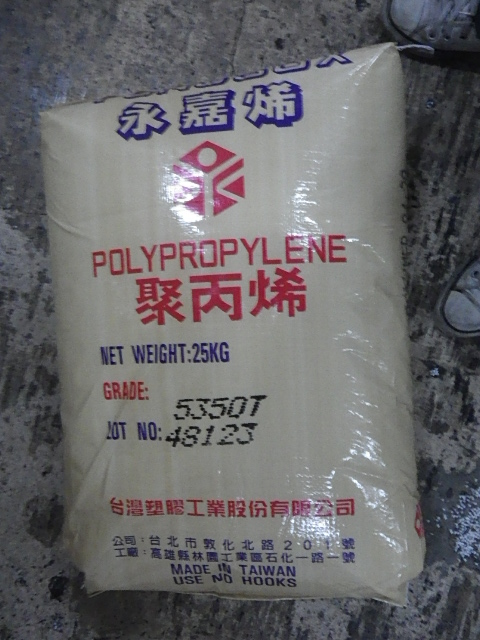 永嘉烯
POLYPROPYLENE
聚丙烯
NET WEIGHT:25KG
GRADE: 5350T
LOT NO: 48123
台灣塑膠工業股份有限公司
公司：台北市敦化北路201號
工廠：高雄縣林園工業區石化一路一號
MADE IN TAIWAN
USE NO HOOKS